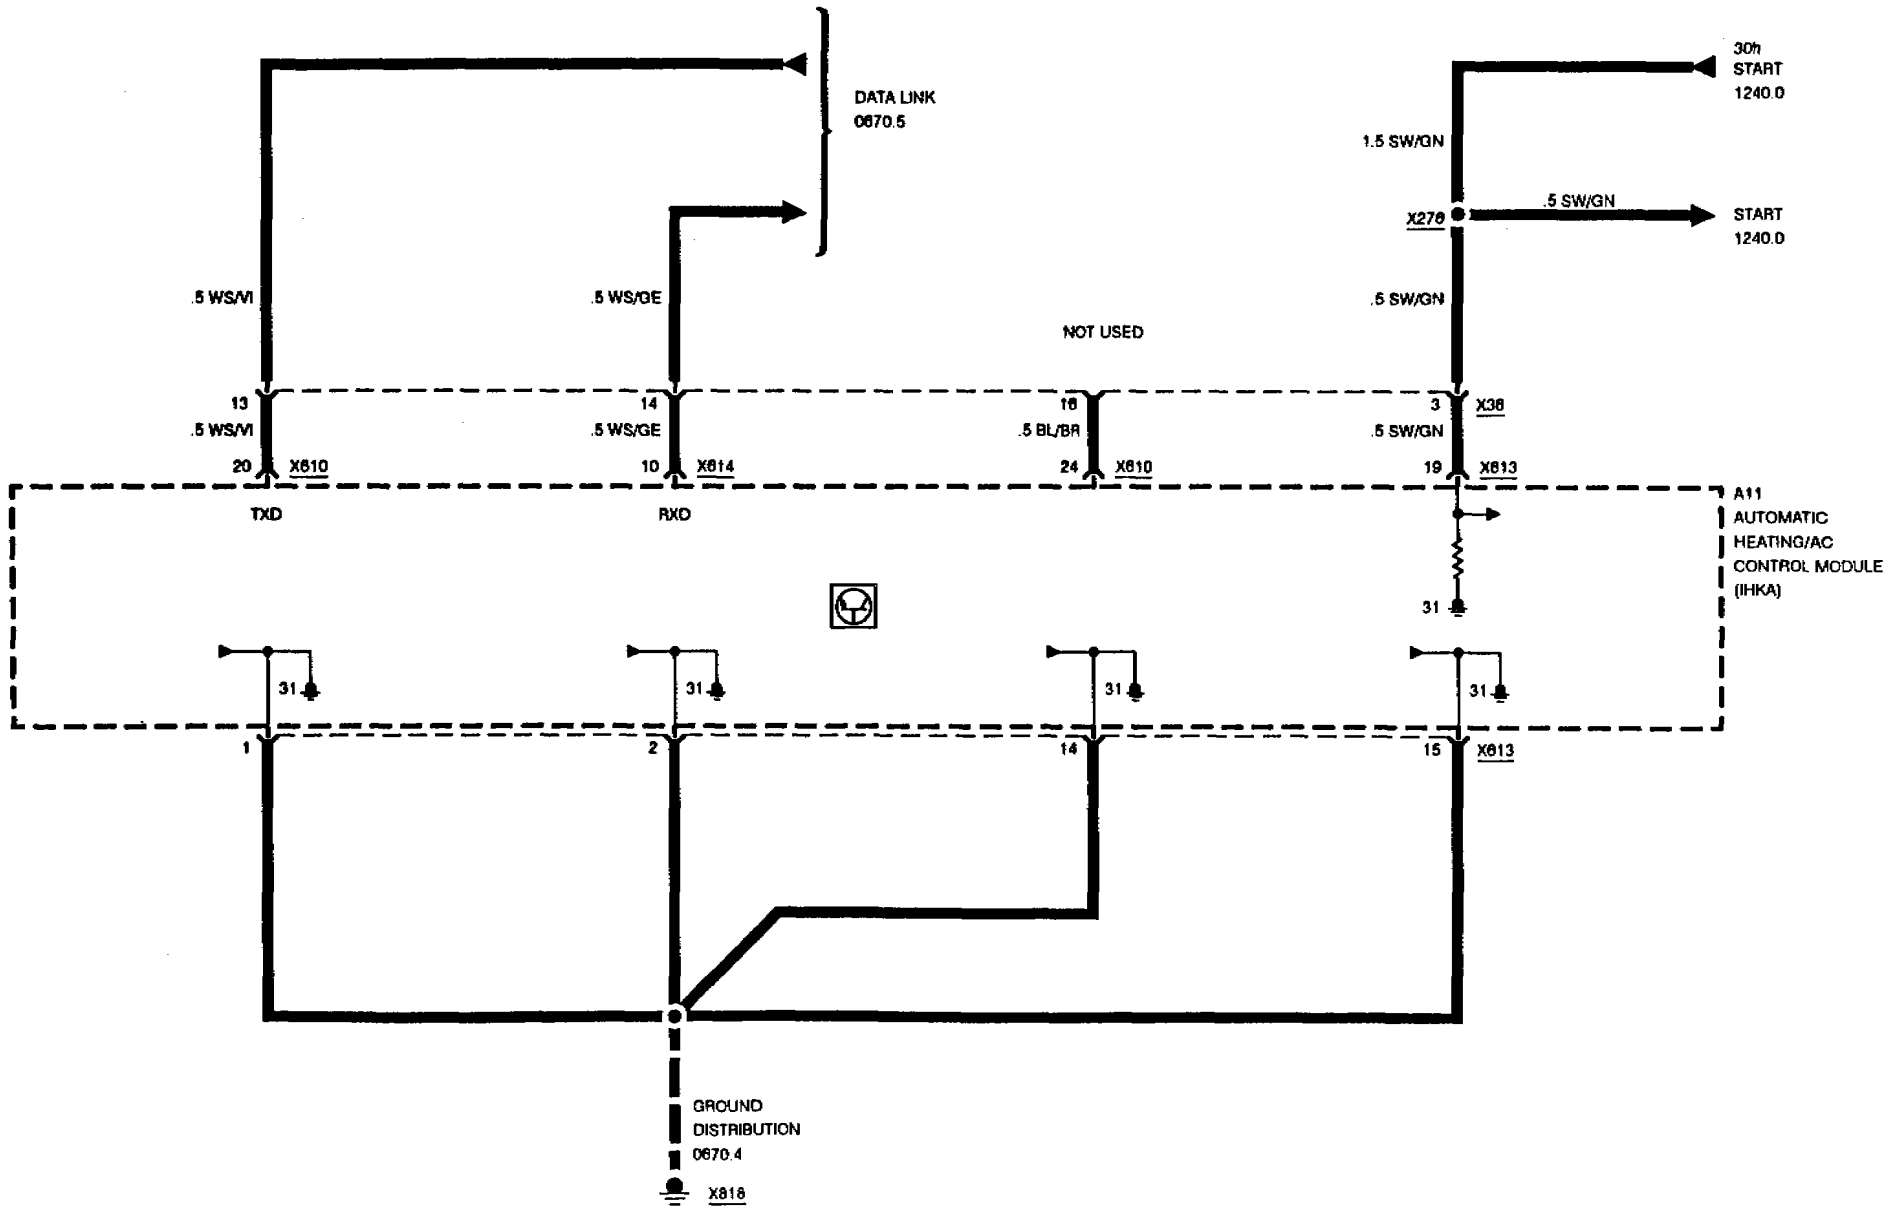 30h
START
1240.0
DATA LINK
0670.5
1.5 SW/GN
.5 SW/GN
X276
START
1240.0
.5 WS/VI
.5 WS/GE
.5 SW/GN
NOT USED
13
14
16
3
X36
.5 WS/VI
.5 WS/GE
.5 BL/BR
.5 SW/GN
20
X610
10
X614
24
X610
19
X613
A11
AUTOMATIC
HEATING/AC
CONTROL MODULE
(IHKA)
TXD
RXD
31
31
31
31
31
1
2
14
15
X613
GROUND
DISTRIBUTION
0670.4
X818